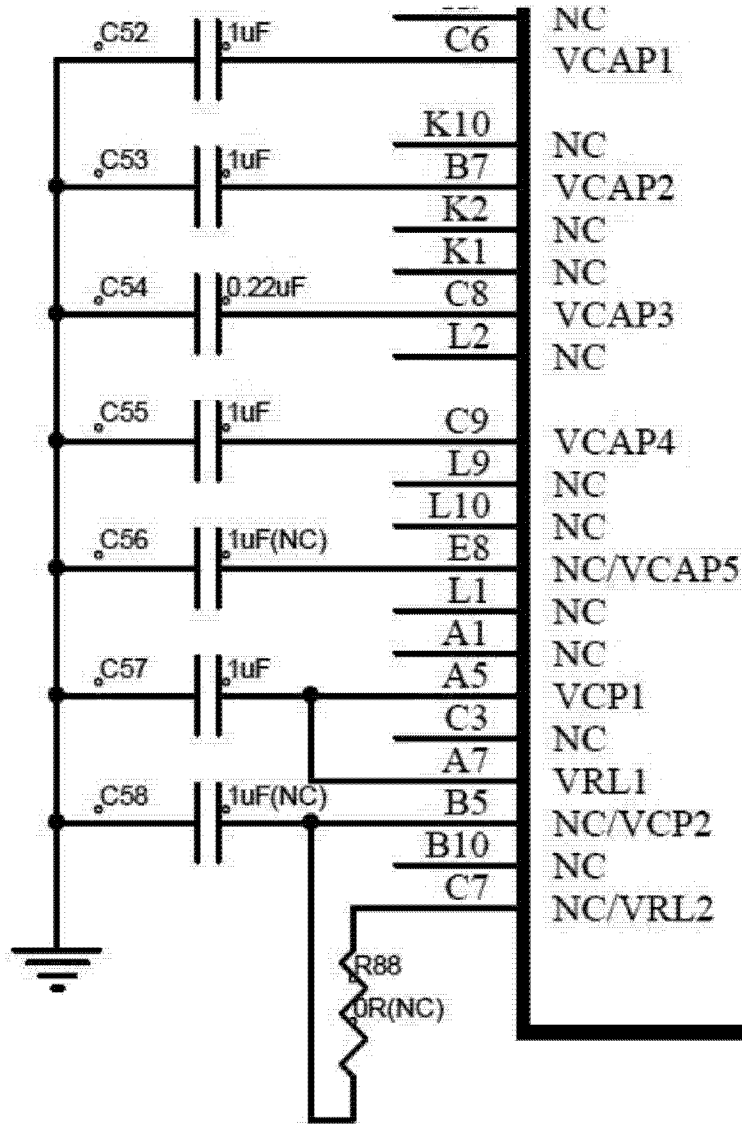 NC
C52 1uF C6 VCAP1
K10 NC
C53 1uF B7 VCAP2
K2 NC
K1 NC
C54 0.22uF C8 VCAP3
L2 NC
C55 1uF C9 VCAP4
L9 NC
L10 NC
C56 1uF(NC) E8 NC/VCAP5
L1 NC
A1 NC
C57 1uF A5 VCP1
C3 NC
A7 VRL1
C58 1uF(NC) B5 NC/VCP2
B10 NC
C7 NC/VRL2
R88
0R(NC)